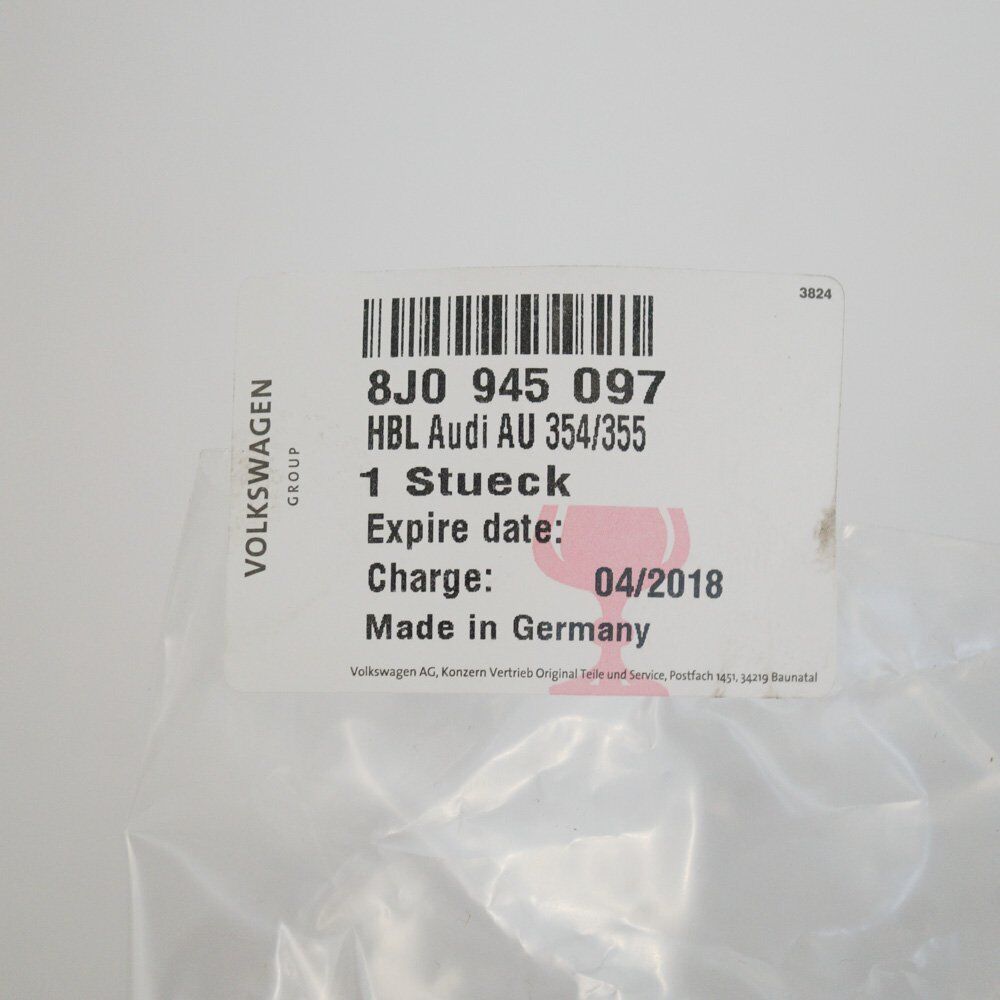 3824
8J0 945 097
HBL Audi AU 354/355
1 Stueck
Expire date:
Charge: 04/2018
Made in Germany
Volkswagen AG, Konzern Vertrieb Original Teile und Service, Postfach 1451, 34219 Baunatal
VOLKSWAGEN
GROUP